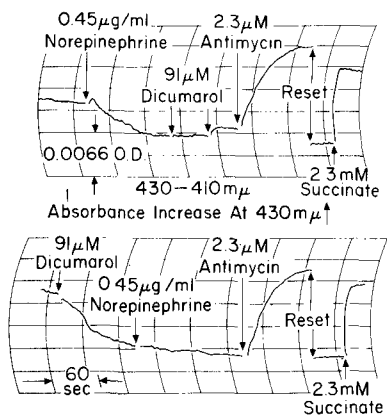 0.45μg/ml
Norepinephrine
2.3μM
Antimycin
91μM
Dicumarol
Reset
0.0066 O.D.
430-410mμ
2.3mM
Succinate
Absorbance Increase At 430mμ
91μM
Dicumarol
2.3μM
Antimycin
0.45μg/ml
Norepinephrine
Reset
60
sec
2.3mM
Succinate